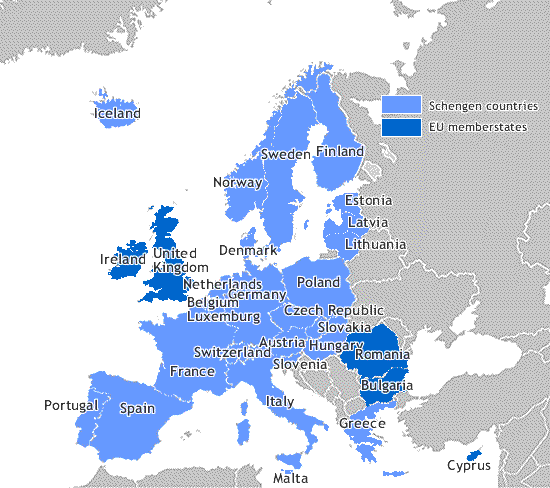 Iceland
Schengen countries
EU memberstates
Sweden
Finland
Norway
Estonia
Latvia
Lithuania
Denmark
Ireland
United
Kingdom
Netherlands
Poland
Germany
Belgium
Luxemburg
Czech Republic
Slovakia
Austria
Hungary
Romania
Switzerland
Slovenia
France
Bulgaria
Portugal
Spain
Italy
Greece
Cyprus
Malta